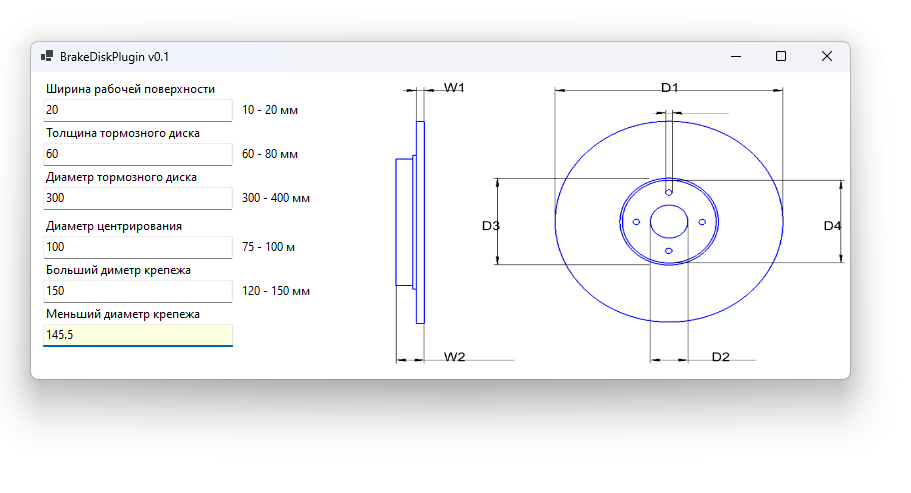 BrakeDiskPlugin v0.1
Ширина рабочей поверхности
20 10 - 20 мм
Толщина тормозного диска
60 60 - 80 мм
Диаметр тормозного диска
300 300 - 400 мм
Диаметр центрирования
100 75 - 100 м
Больший диметр крепежа
150 120 - 150 мм
Меньший диаметр крепежа
145.5
W1
D1
D3
D4
W2
D2